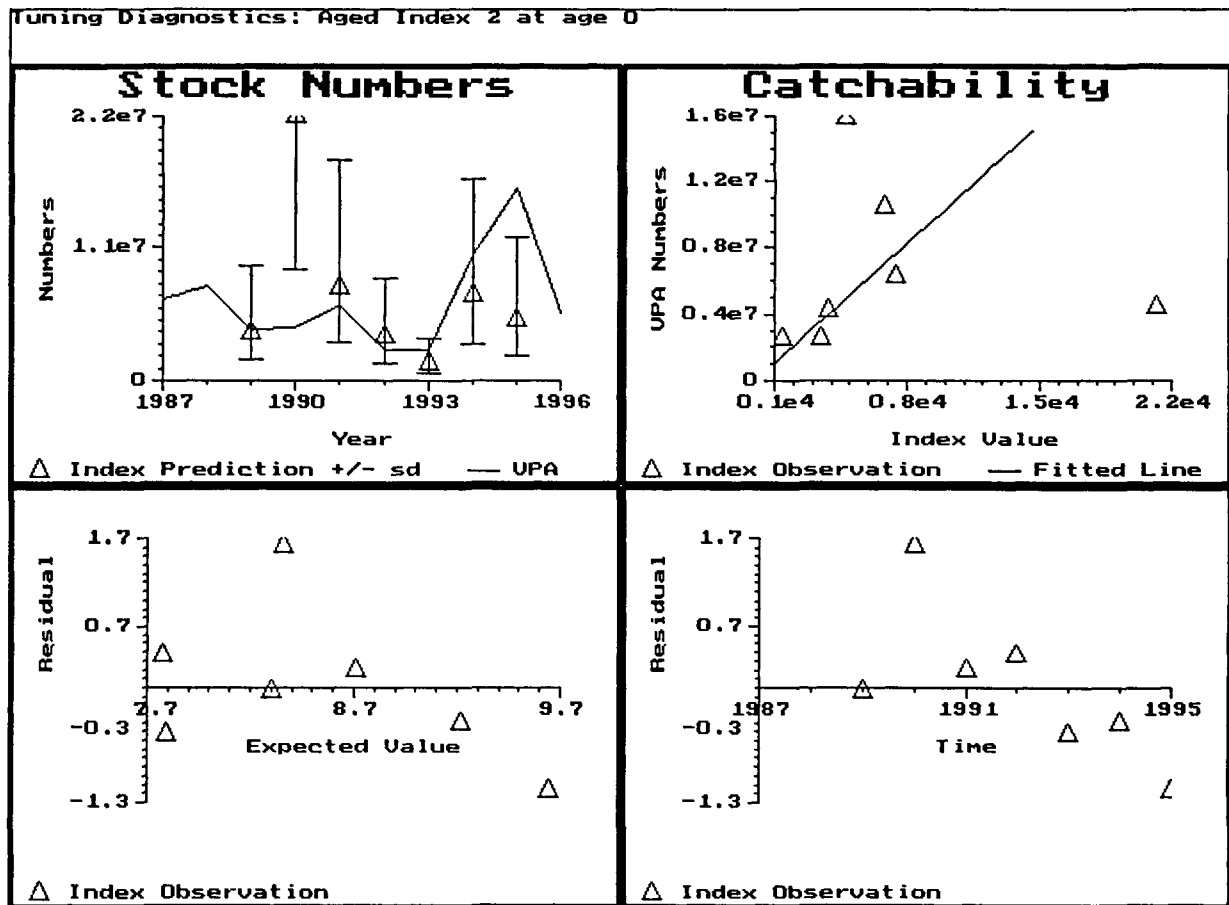 Tuning Diagnostics: Aged Index 2 at age 0
Stock Numbers
2.2e7
1.1e7
0
Numbers
1987 1990 1993 1996
Year
Index Prediction +/- sd — VPA
Catchability
1.6e7
1.2e7
0.8e7
0.4e7
0
VPA Numbers
0.1e4 0.8e4 1.5e4 2.2e4
Index Value
Index Observation — Fitted Line
1.7
0.7
-0.3
-1.3
Residual
7.7 8.7 9.7
Expected Value
Index Observation
1.7
0.7
-0.3
-1.3
Residual
1987 1991 1995
Time
Index Observation